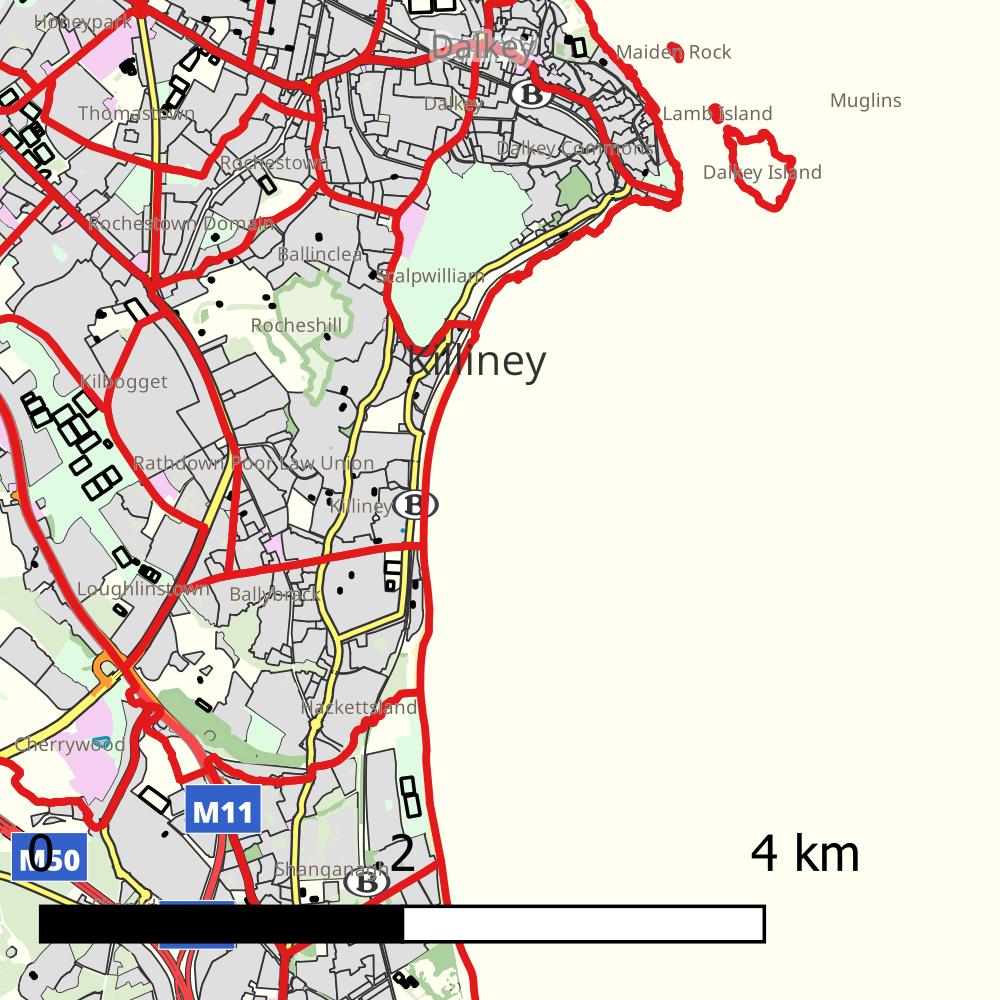 Honeypark
Dalkey
Maiden Rock
Muglins
B
Dalkey
Thomastown
Lamb Island
Dalkey Commons
Rochestown
Dalkey Island
Rochestown Domain
Ballinclea
Scalpwilliam
Rocheshill
Killiney
Kilbogget
Rathdown Poor Law Union
Killiney
B
Loughlinstown
Ballybrack
Hackettsland
Cherrywood
M11
0
2
4 km
M50
Shanganagh
B